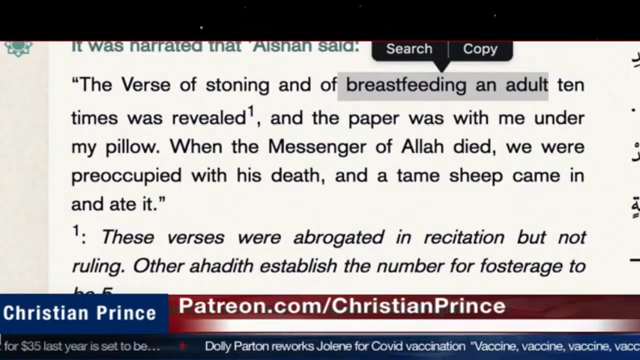 It was narrated that 'Aishah said:
Search
Copy
“The Verse of stoning and of breastfeeding an adult ten
times was revealed¹, and the paper was with me under
my pillow. When the Messenger of Allah died, we were
preoccupied with his death, and a tame sheep came in
and ate it.”
¹: These verses were abrogated in recitation but not
ruling. Other ahadith establish the number for fosterage to
be 5.
Christian Prince
Patreon.com/ChristianPrince
for $35 last year is set to be...
Dolly Parton reworks Jolene for Covid vaccination "Vaccine, vaccine, vaccine, vacc